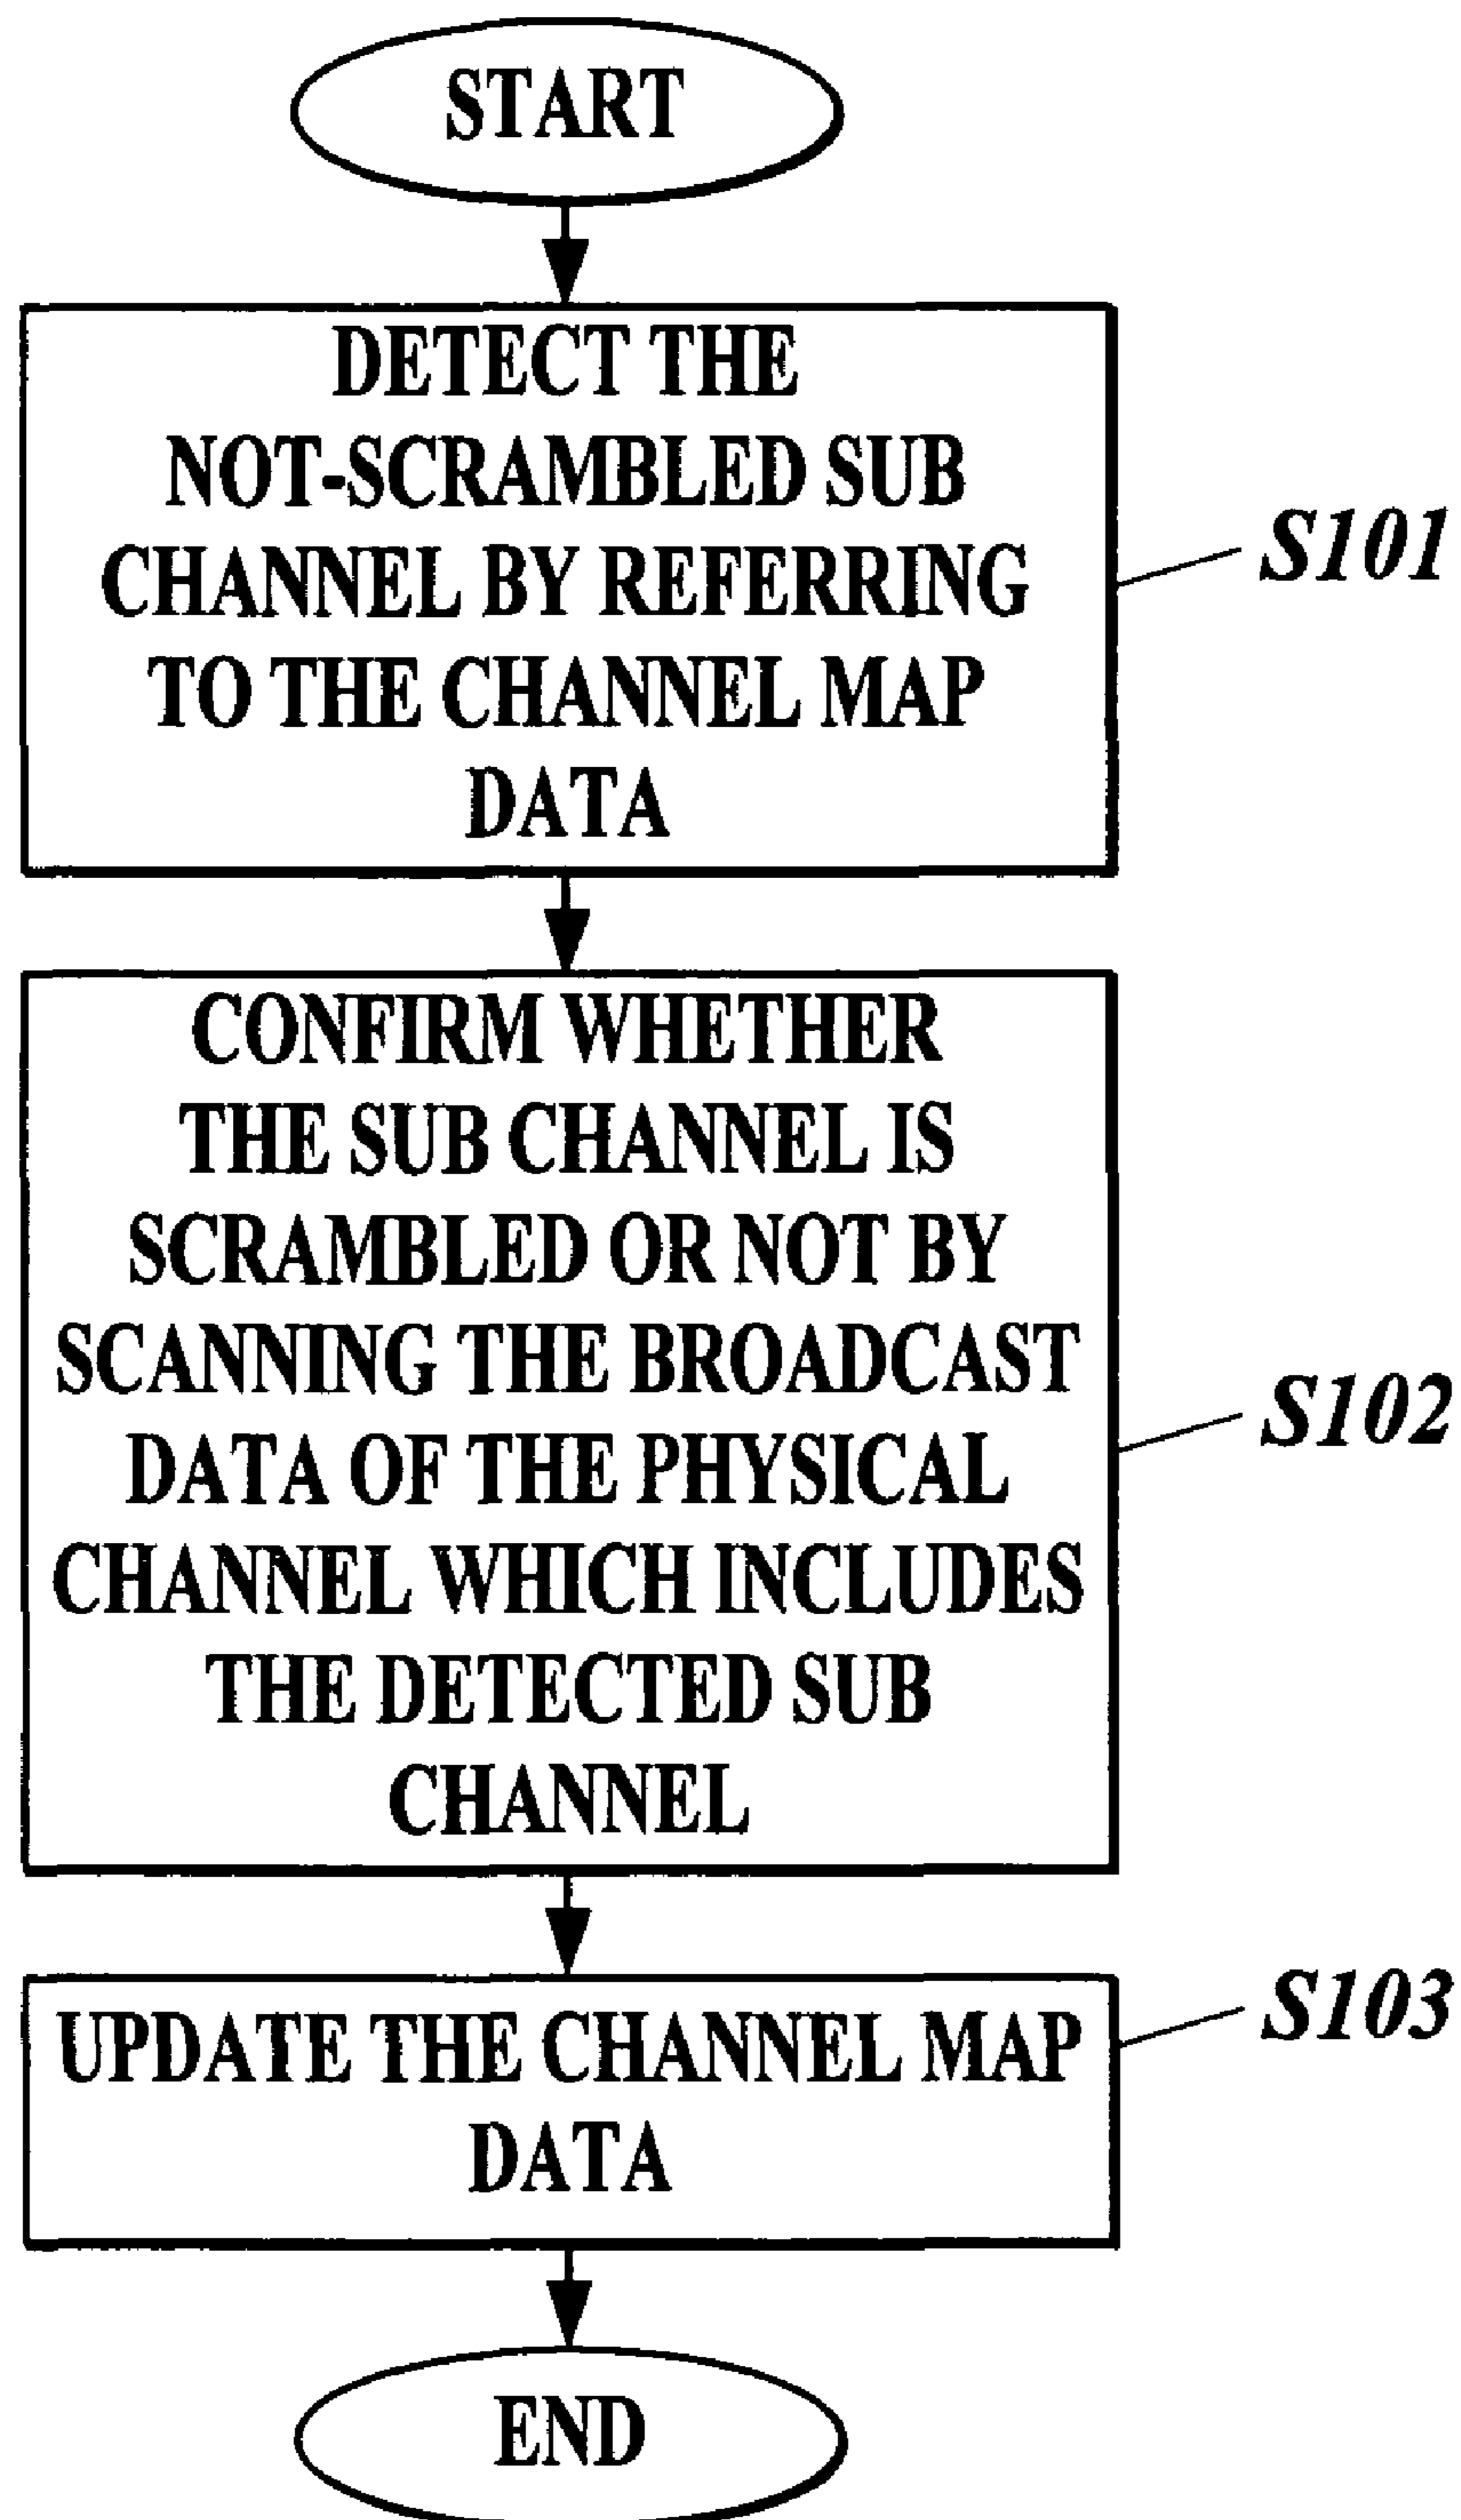 START
DETECT THE
NOT-SCRAMBLED SUB
CHANNEL BY REFERRING
TO THE CHANNEL MAP
DATA
S101
CONFIRM WHETHER
THE SUB CHANNEL IS
SCRAMBLED OR NOT BY
SCANNING THE BROADCAST
DATA OF THE PHYSICAL
CHANNEL WHICH INCLUDES
THE DETECTED SUB
CHANNEL
S102
UPDATE THE CHANNEL MAP
DATA
S103
END